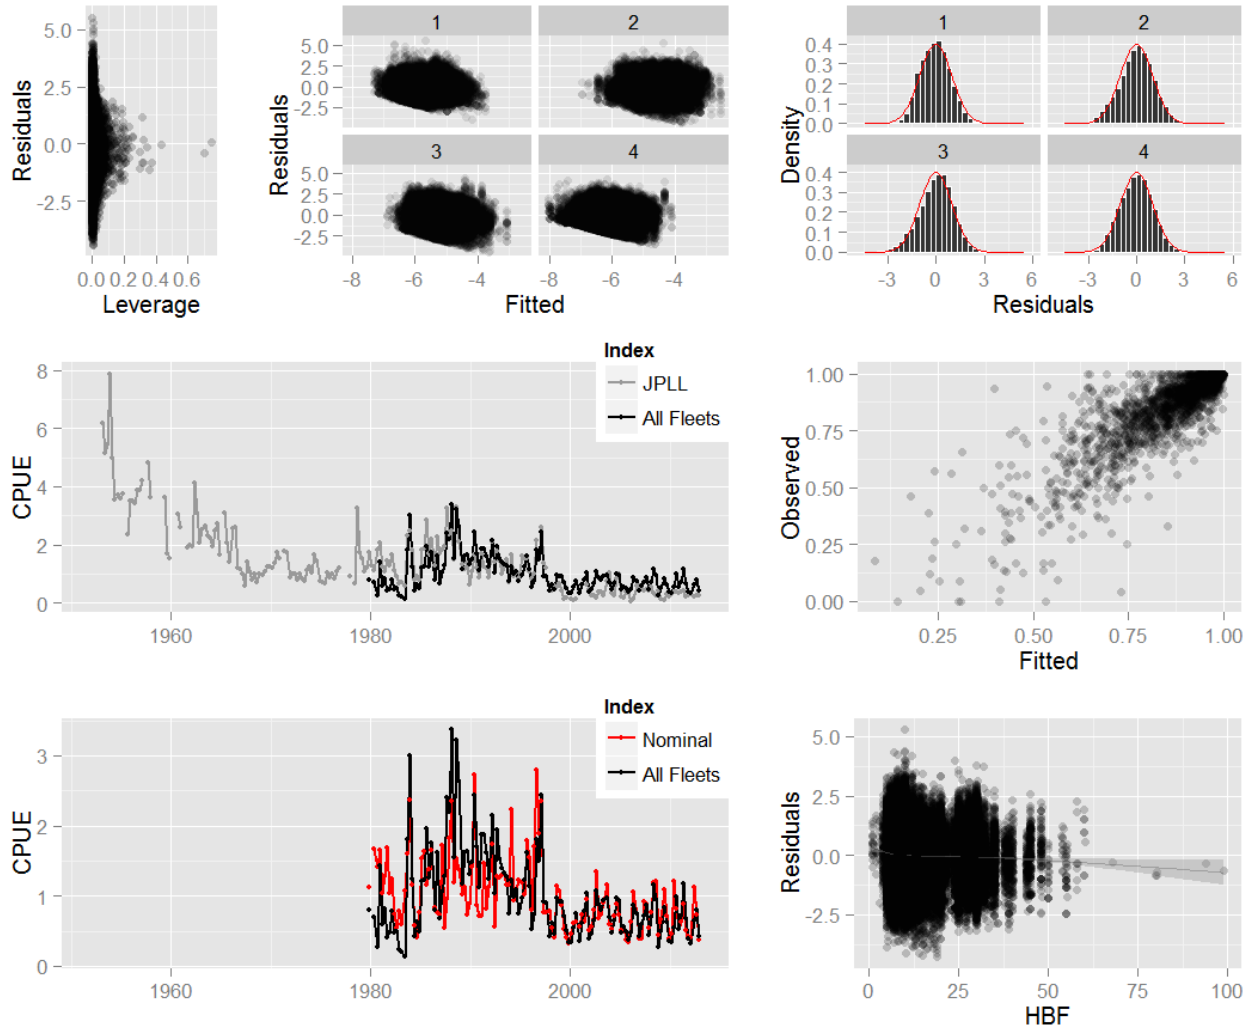 5.0
2.5
0.0
-2.5
Residuals
0.0 0.2 0.4 0.6
Leverage
1 2
5.0
2.5
0.0
-2.5
3 4
5.0
2.5
0.0
-2.5
Residuals
-8 -6 -4 -8 -6 -4
Fitted
1 2
0.4
0.3
0.2
0.1
0.0
3 4
0.4
0.3
0.2
0.1
0.0
Density
-3 0 3 6 -3 0 3 6
Residuals
Index
JPLL
All Fleets
8
6
4
2
0
CPUE
1960 1980 2000
1.00
0.75
0.50
0.25
0.00
Observed
0.25 0.50 0.75 1.00
Fitted
Index
Nominal
All Fleets
3
2
1
0
CPUE
1960 1980 2000
5.0
2.5
0.0
-2.5
Residuals
0 25 50 75 100
HBF